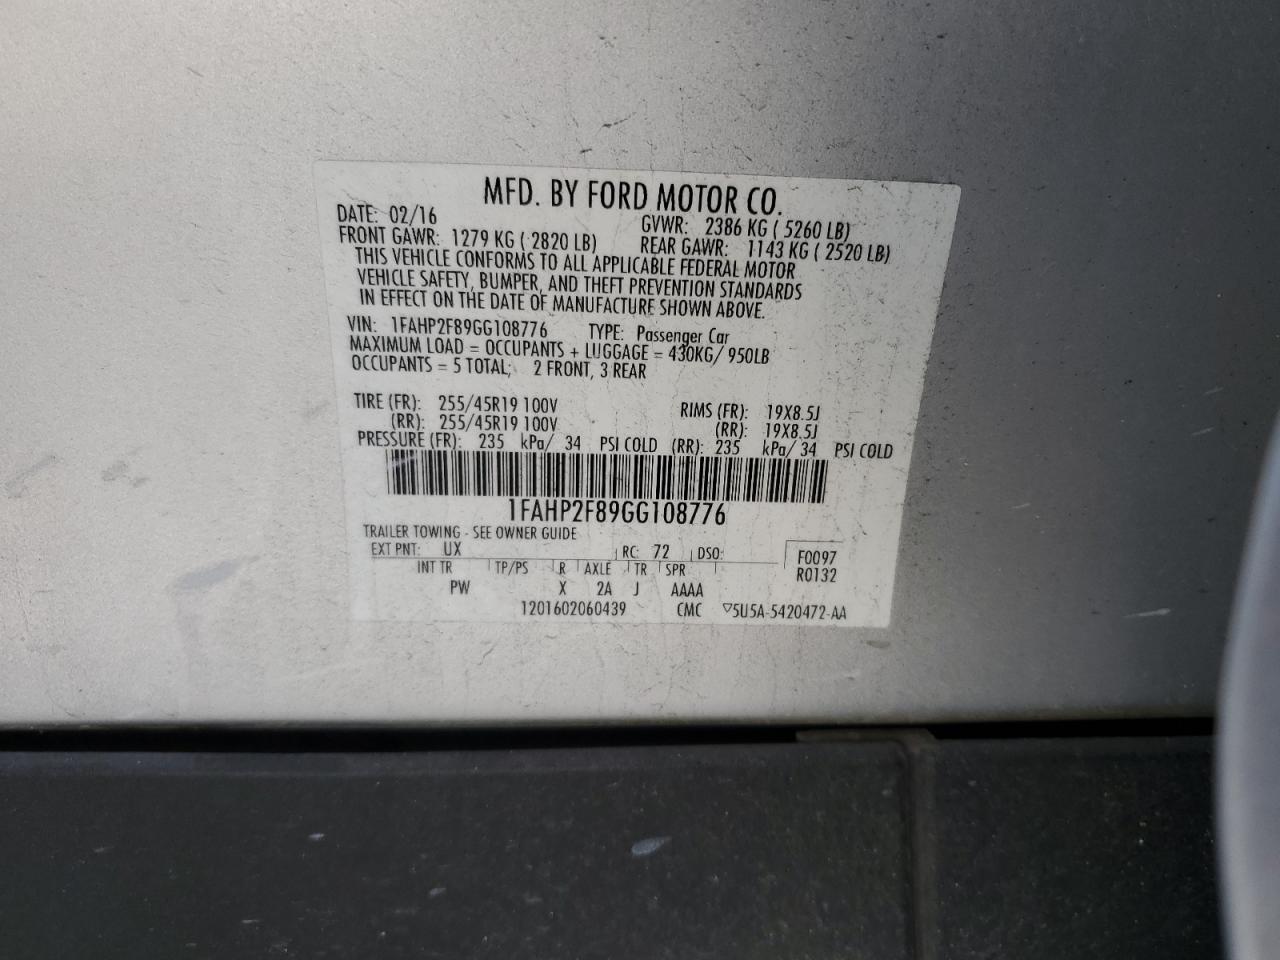 MFD. BY FORD MOTOR CO.
DATE: 02/16 GVWR: 2386 KG ( 5260 LB)
FRONT GAWR: 1279 KG ( 2820 LB) REAR GAWR: 1143 KG ( 2520 LB)
THIS VEHICLE CONFORMS TO ALL APPLICABLE FEDERAL MOTOR
VEHICLE SAFETY, BUMPER, AND THEFT PREVENTION STANDARDS
IN EFFECT ON THE DATE OF MANUFACTURE SHOWN ABOVE.
VIN: 1FAHP2F89GG108776 TYPE: Passenger Car
MAXIMUM LOAD = OCCUPANTS + LUGGAGE = 430KG/ 950LB
OCCUPANTS = 5 TOTAL; 2 FRONT, 3 REAR
TIRE (FR): 255/45R19 100V RIMS (FR): 19X8.5J
(RR): 255/45R19 100V (RR): 19X8.5J
PRESSURE (FR): 235 kPa/ 34 PSI COLD (RR): 235 kPa/ 34 PSI COLD
1FAHP2F89GG108776
TRAILER TOWING - SEE OWNER GUIDE
EXT PNT: UX RC: 72 DSO: F0097
INT TR TP/PS R AXLE TR SPR R0132
PW X 2A J AAAA
1201602060439 CMC ▽5U5A-5420472-AA